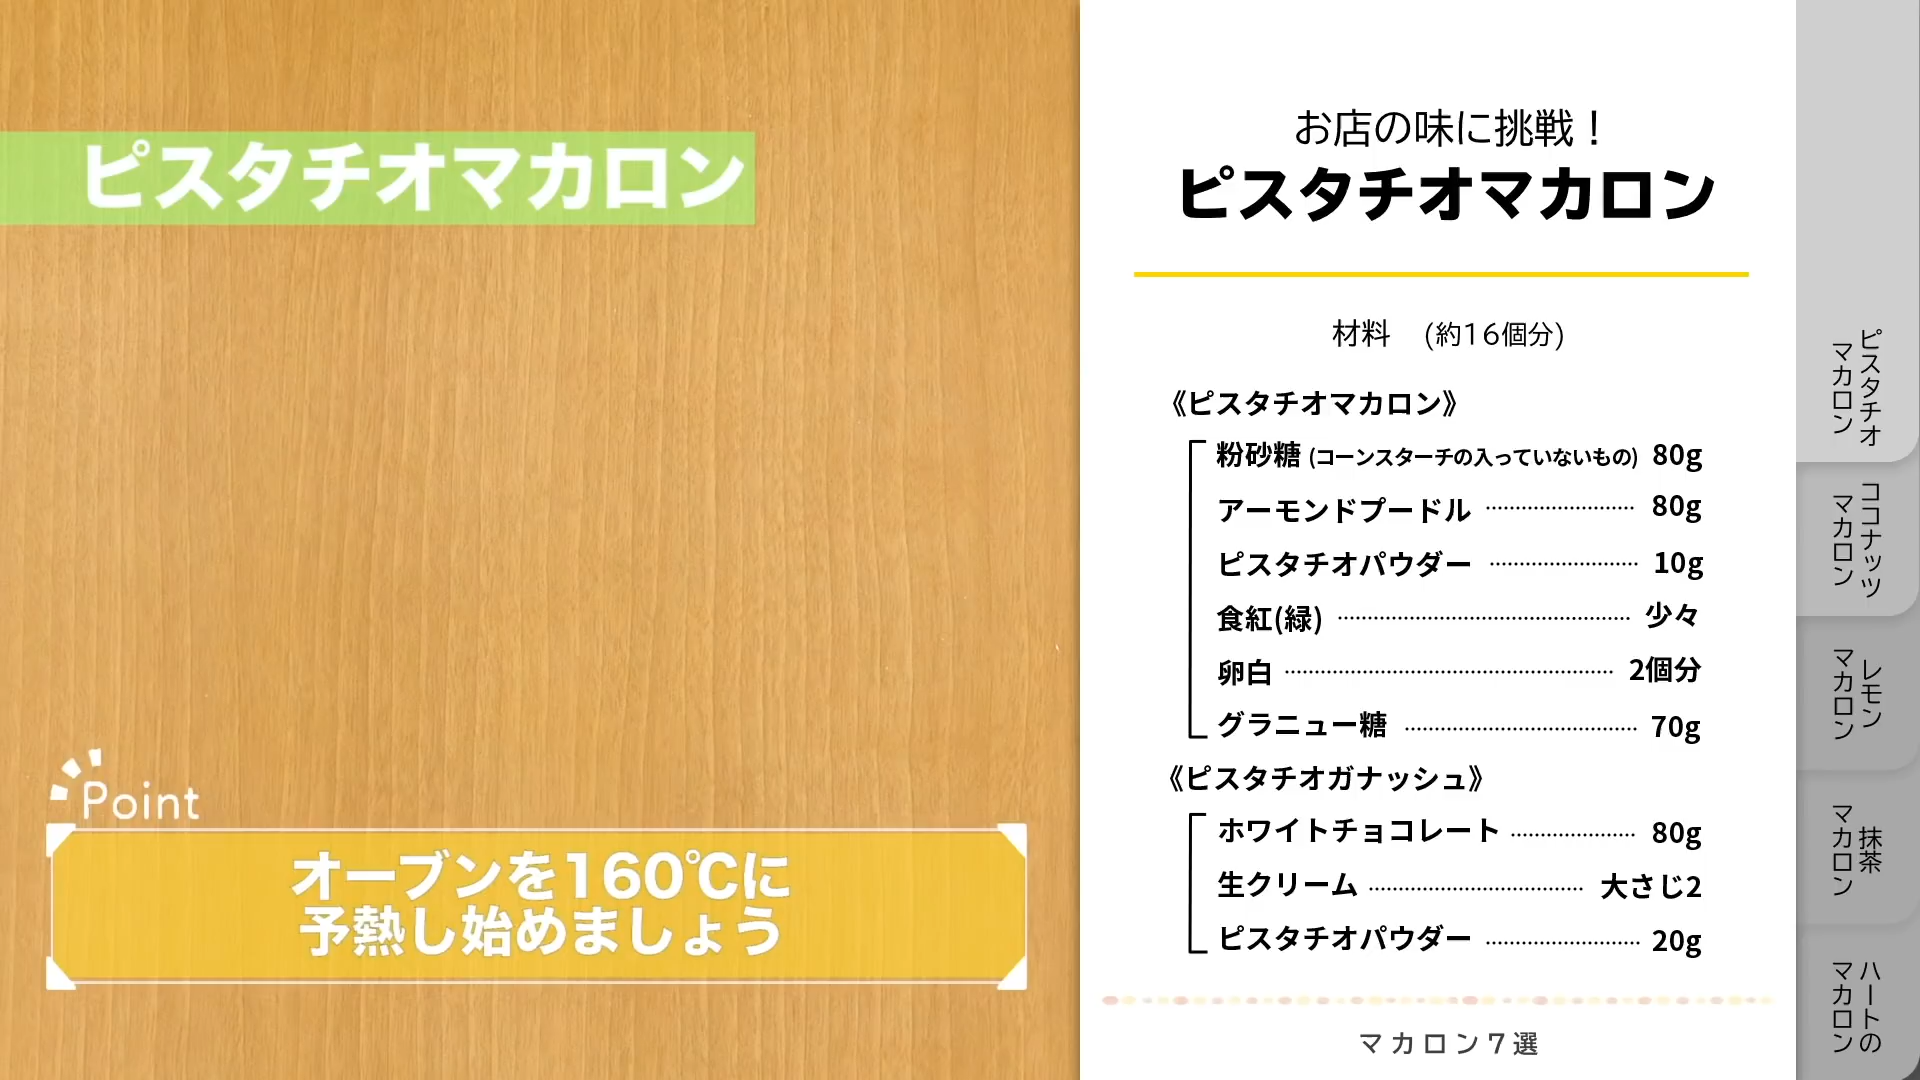 ピスタチオマカロン
Point
オーブンを160℃に
予熱し始めましょう
お店の味に挑戦！
ピスタチオマカロン
材料 (約16個分)
《ピスタチオマカロン》
粉砂糖 (コーンスターチの入っていないもの) 80g
アーモンドプードル 80g
ピスタチオパウダー 10g
食紅(緑) 少々
卵白 2個分
グラニュー糖 70g
《ピスタチオガナッシュ》
ホワイトチョコレート 80g
生クリーム 大さじ2
ピスタチオパウダー 20g
マカロン7選
ピスタチオ
マカロン
ココナッツ
マカロン
レモン
マカロン
抹茶
マカロン
ハートの
マカロン